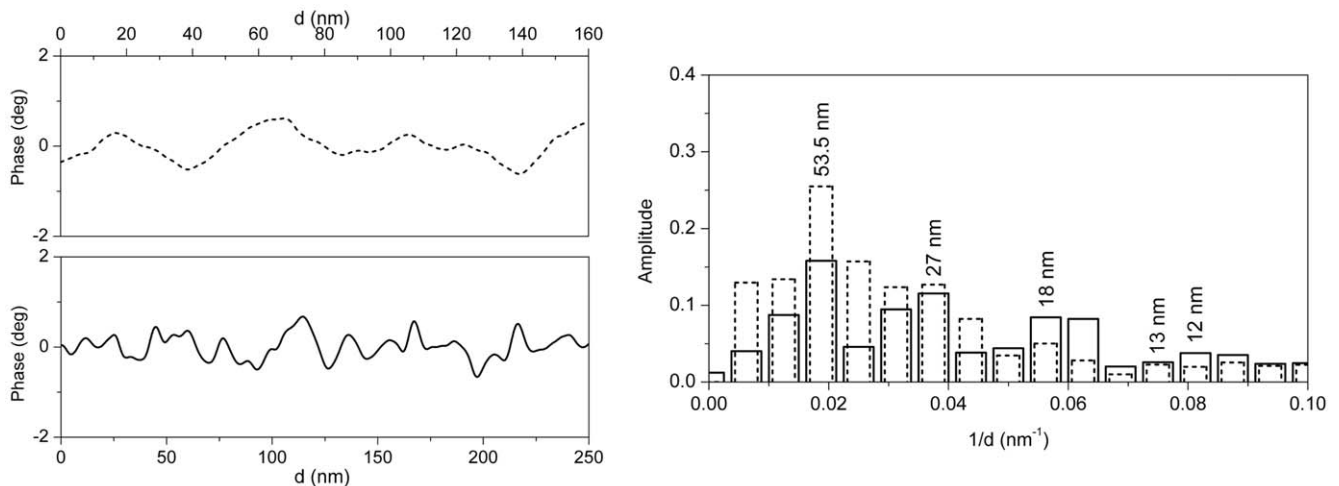 d (nm)
0 20 40 60 80 100 120 140 160
2
0
-2
Phase (deg)
2
0
-2
Phase (deg)
0 50 100 150 200 250
d (nm)
0.4
0.3
0.2
0.1
0.0
Amplitude
53.5 nm
27 nm
18 nm
13 nm
12 nm
0.00 0.02 0.04 0.06 0.08 0.10
1/d (nm⁻¹)